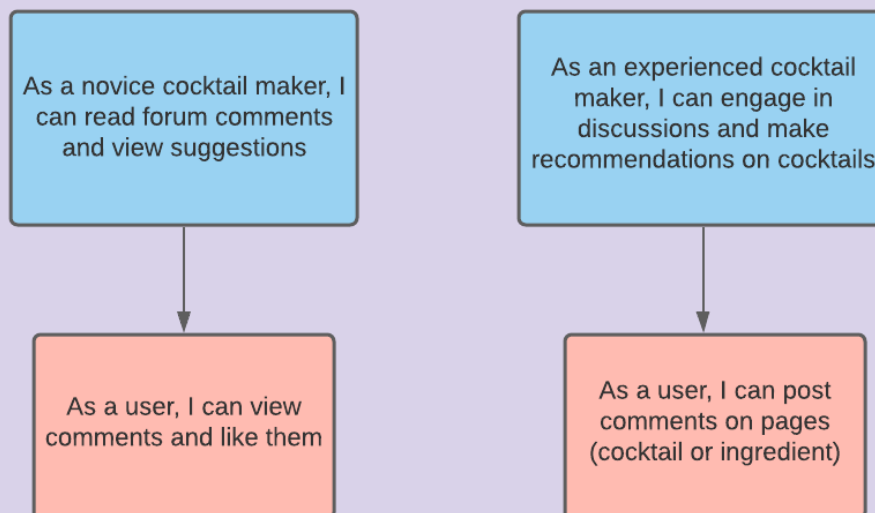 As a novice cocktail maker, I
can read forum comments
and view suggestions
As an experienced cocktail
maker, I can engage in
discussions and make
recommendations on cocktails
As a user, I can view
comments and like them
As a user, I can post
comments on pages
(cocktail or ingredient)